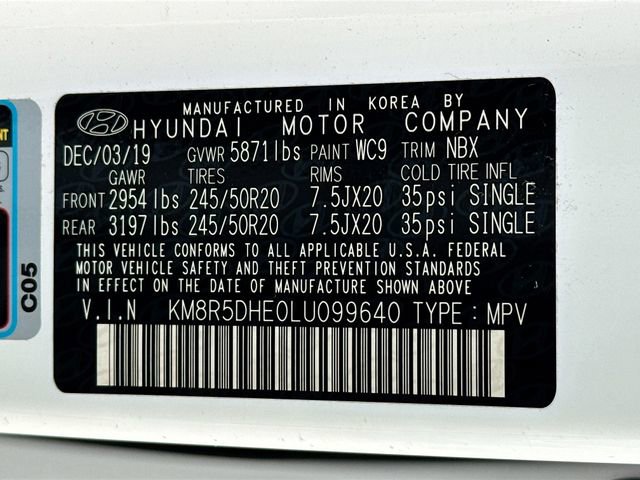 MANUFACTURED IN KOREA BY
HYUNDAI MOTOR COMPANY
DEC/03/19 GVWR 5871lbs PAINT WC9 TRIM NBX
GAWR TIRES RIMS COLD TIRE INFL
FRONT 2954lbs 245/50R20 7.5JX20 35psi SINGLE
REAR 3197lbs 245/50R20 7.5JX20 35psi SINGLE
THIS VEHICLE CONFORMS TO ALL APPLICABLE U.S.A. FEDERAL
MOTOR VEHICLE SAFETY AND THEFT PREVENTION STANDARDS
IN EFFECT ON THE DATE OF MANUFACTURE SHOWN ABOVE.
V.I.N KM8R5DHE0LU099640 TYPE:MPV
C05